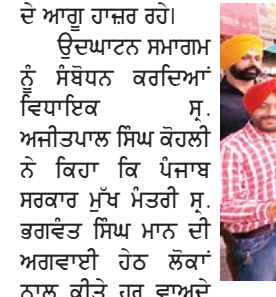 ਦੇ ਆਗੂ ਹਾਜ਼ਰ ਰਹੇ।
ਉਦਘਾਟਨ ਸਮਾਗਮ
ਨੂੰ ਸੰਬੋਧਨ ਕਰਦਿਆਂ
ਵਿਧਾਇਕ ਸ੍ਰ.
ਅਜੀਤਪਾਲ ਸਿੰਘ ਕੋਹਲੀ
ਨੇ ਕਿਹਾ ਕਿ ਪੰਜਾਬ
ਸਰਕਾਰ ਮੁੱਖ ਮੰਤਰੀ ਸ੍ਰ.
ਭਗਵੰਤ ਸਿੰਘ ਮਾਨ ਦੀ
ਅਗਵਾਈ ਹੇਠ ਲੋਕਾਂ
ਨਾਲ ਕੀਤੇ ਹਰ ਵਾਅਦੇ